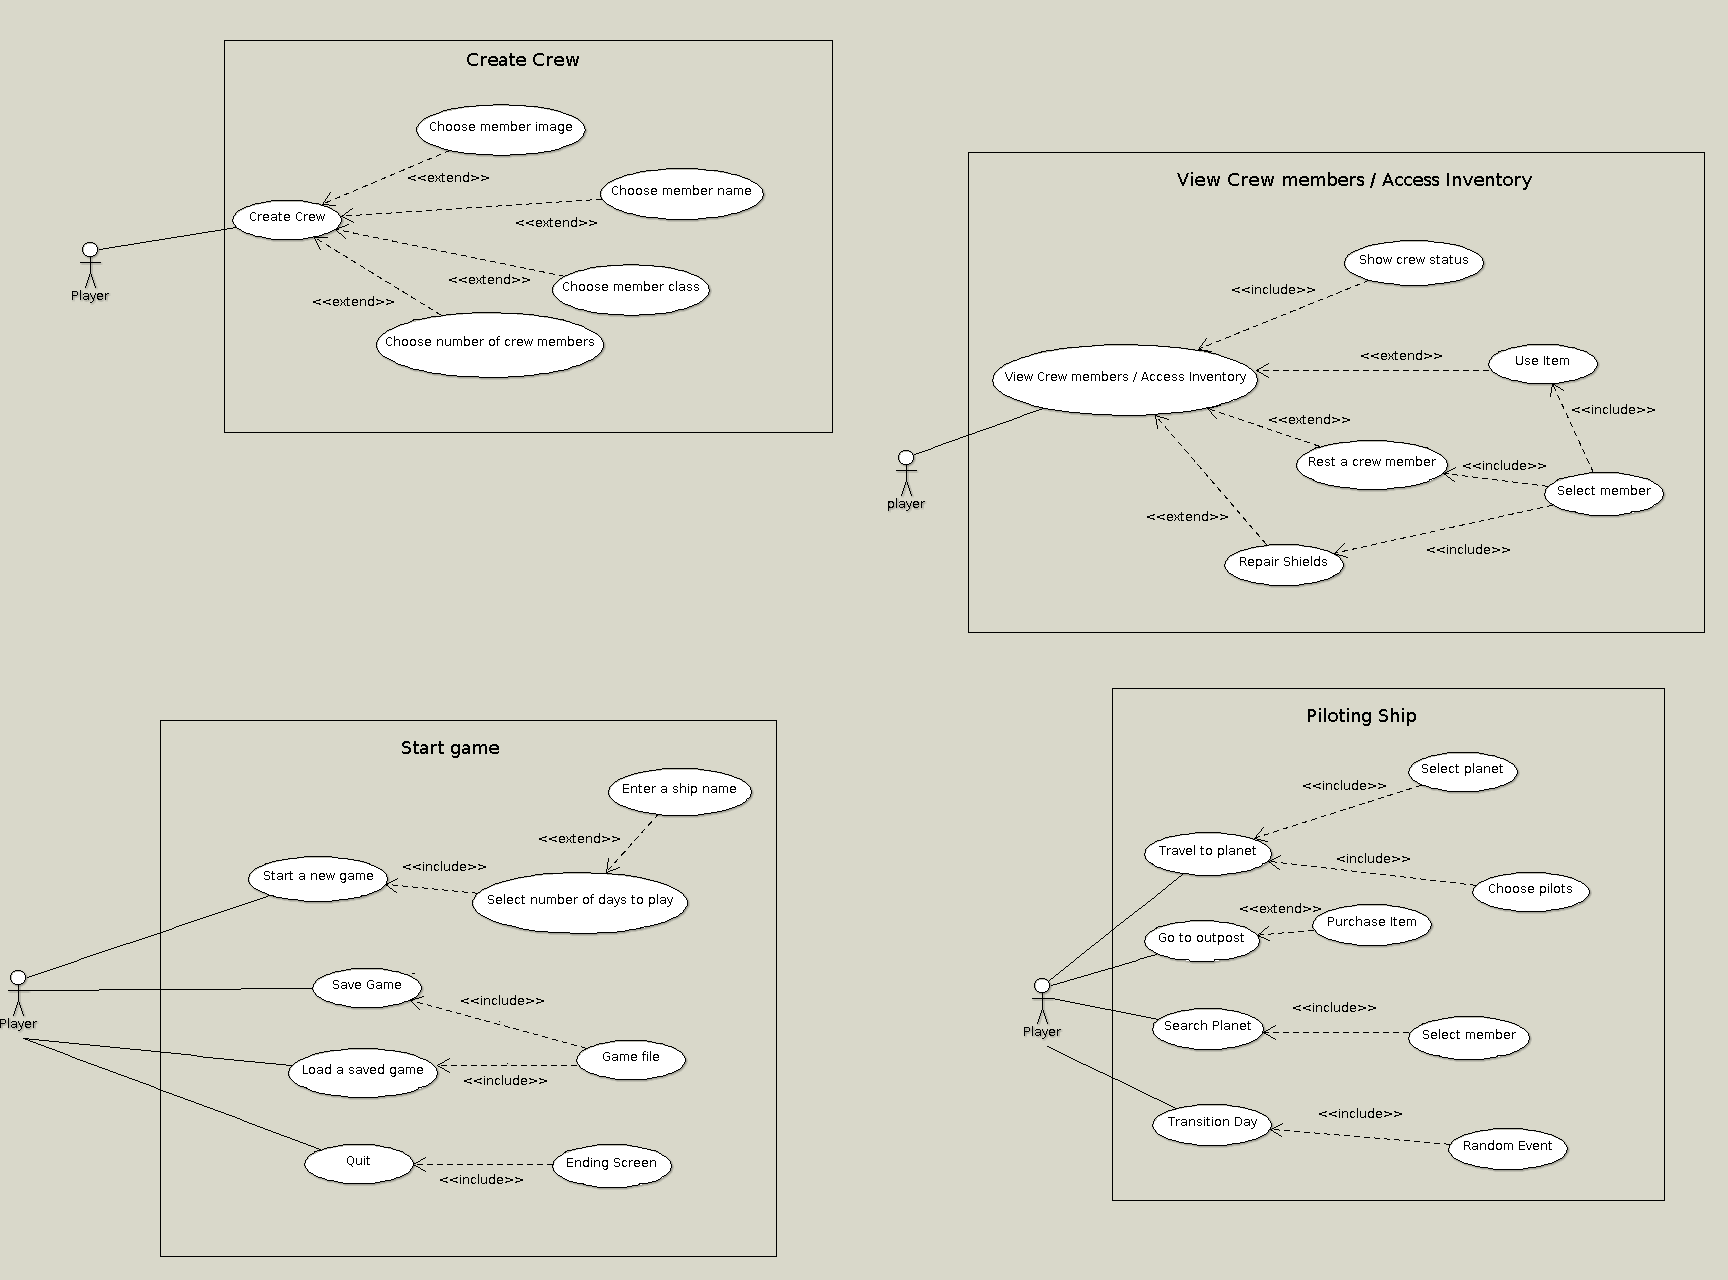 Create Crew
Choose member image
<<extend>>
Choose member name
Create Crew
<<extend>>
Player
<<extend>>
Choose member class
<<extend>>
Choose number of crew members
View Crew members / Access Inventory
Show crew status
<<include>>
<<extend>>
Use Item
View Crew members / Access Inventory
<<include>>
<<extend>>
Rest a crew member
<<include>>
Select member
player
<<extend>>
<<include>>
Repair Shields
Start game
Enter a ship name
<<extend>>
<<include>>
Start a new game
Select number of days to play
Save Game
<<include>>
Player
Game file
Load a saved game
<<include>>
Quit
Ending Screen
<<include>>
Piloting Ship
Select planet
<<include>>
Travel to planet
<include>>
Choose pilots
<<extend>>
Purchase Item
Go to outpost
<<include>>
Search Planet
Select member
Player
<<include>>
Transition Day
Random Event